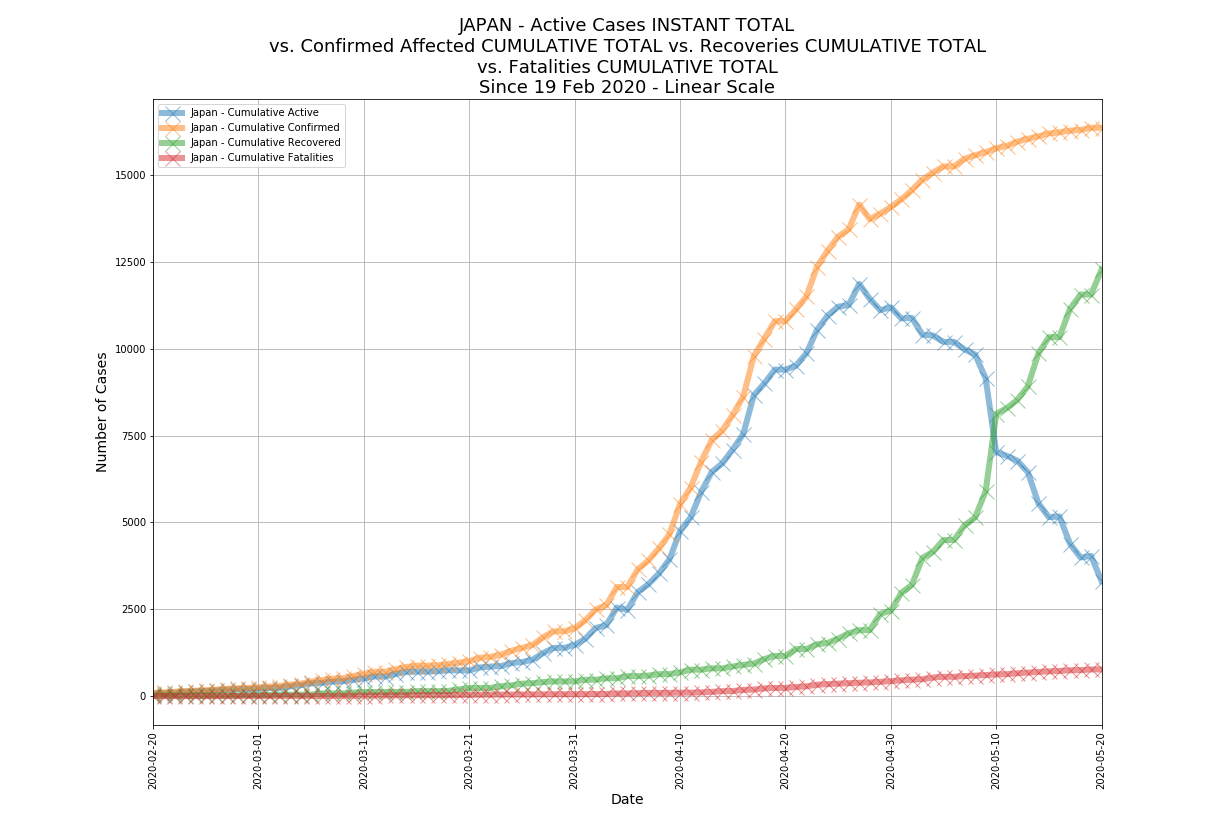 JAPAN - Active Cases INSTANT TOTAL
vs. Confirmed Affected CUMULATIVE TOTAL vs. Recoveries CUMULATIVE TOTAL
vs. Fatalities CUMULATIVE TOTAL
Since 19 Feb 2020 - Linear Scale
Japan - Cumulative Active
Japan - Cumulative Confirmed
Japan - Cumulative Recovered
Japan - Cumulative Fatalities
Number of Cases
15000
12500
10000
7500
5000
2500
0
2020-02-20
2020-03-01
2020-03-11
2020-03-21
2020-03-31
2020-04-10
2020-04-20
2020-04-30
2020-05-10
2020-05-20
Date